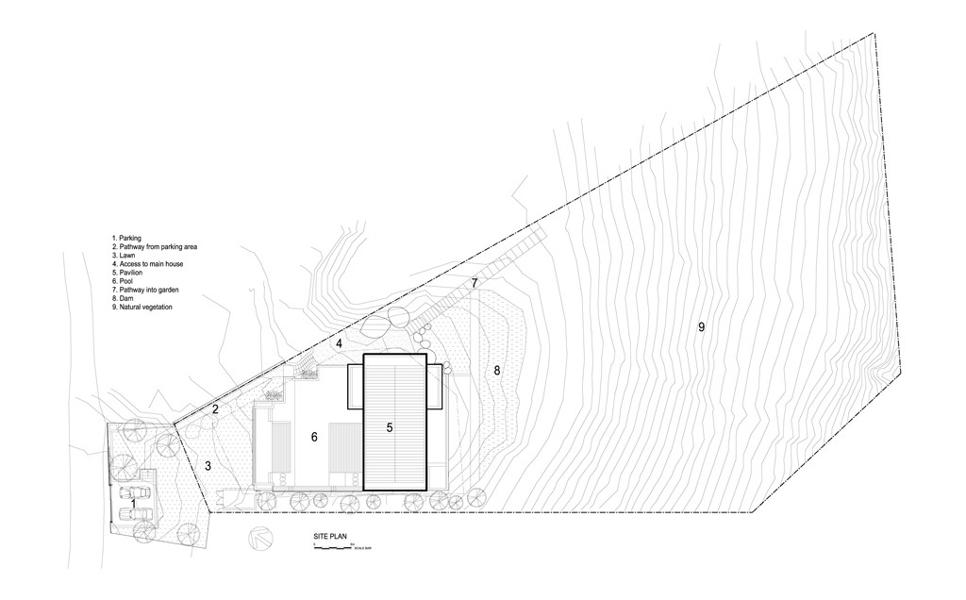 1. Parking
2. Pathway from parking area
3. Lawn
4. Access to main house
5. Pavilion
6. Pool
7. Pathway into garden
8. Dam
9. Natural vegetation
7
9
4
8
2
5
6
3
1
SITE PLAN
SCALE BAR